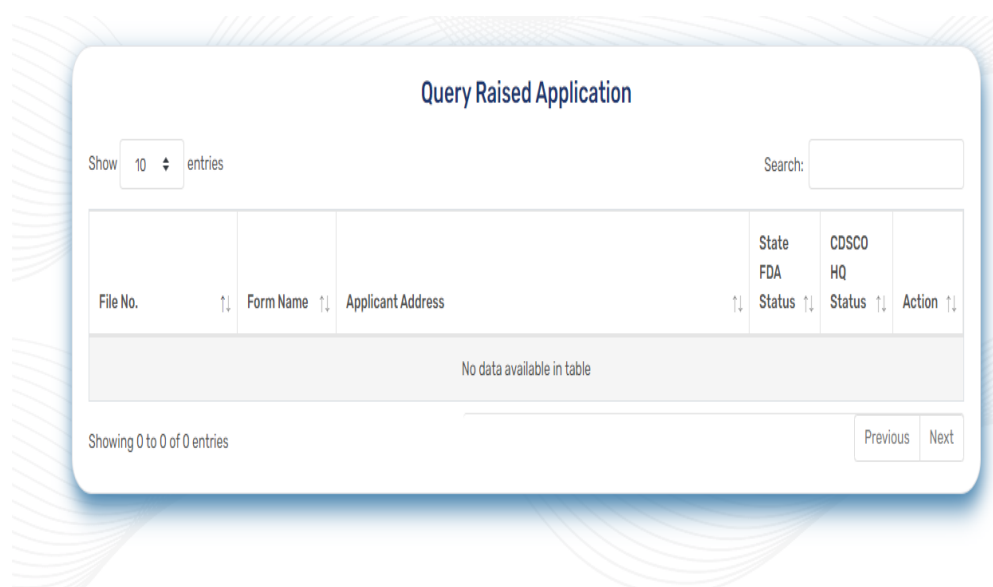 Query Raised Application
Show 10 entries
Search:
File No.
Form Name
Applicant Address
State
FDA
Status
CDSCO
HQ
Status
Action
No data available in table
Showing 0 to 0 of 0 entries
Previous
Next